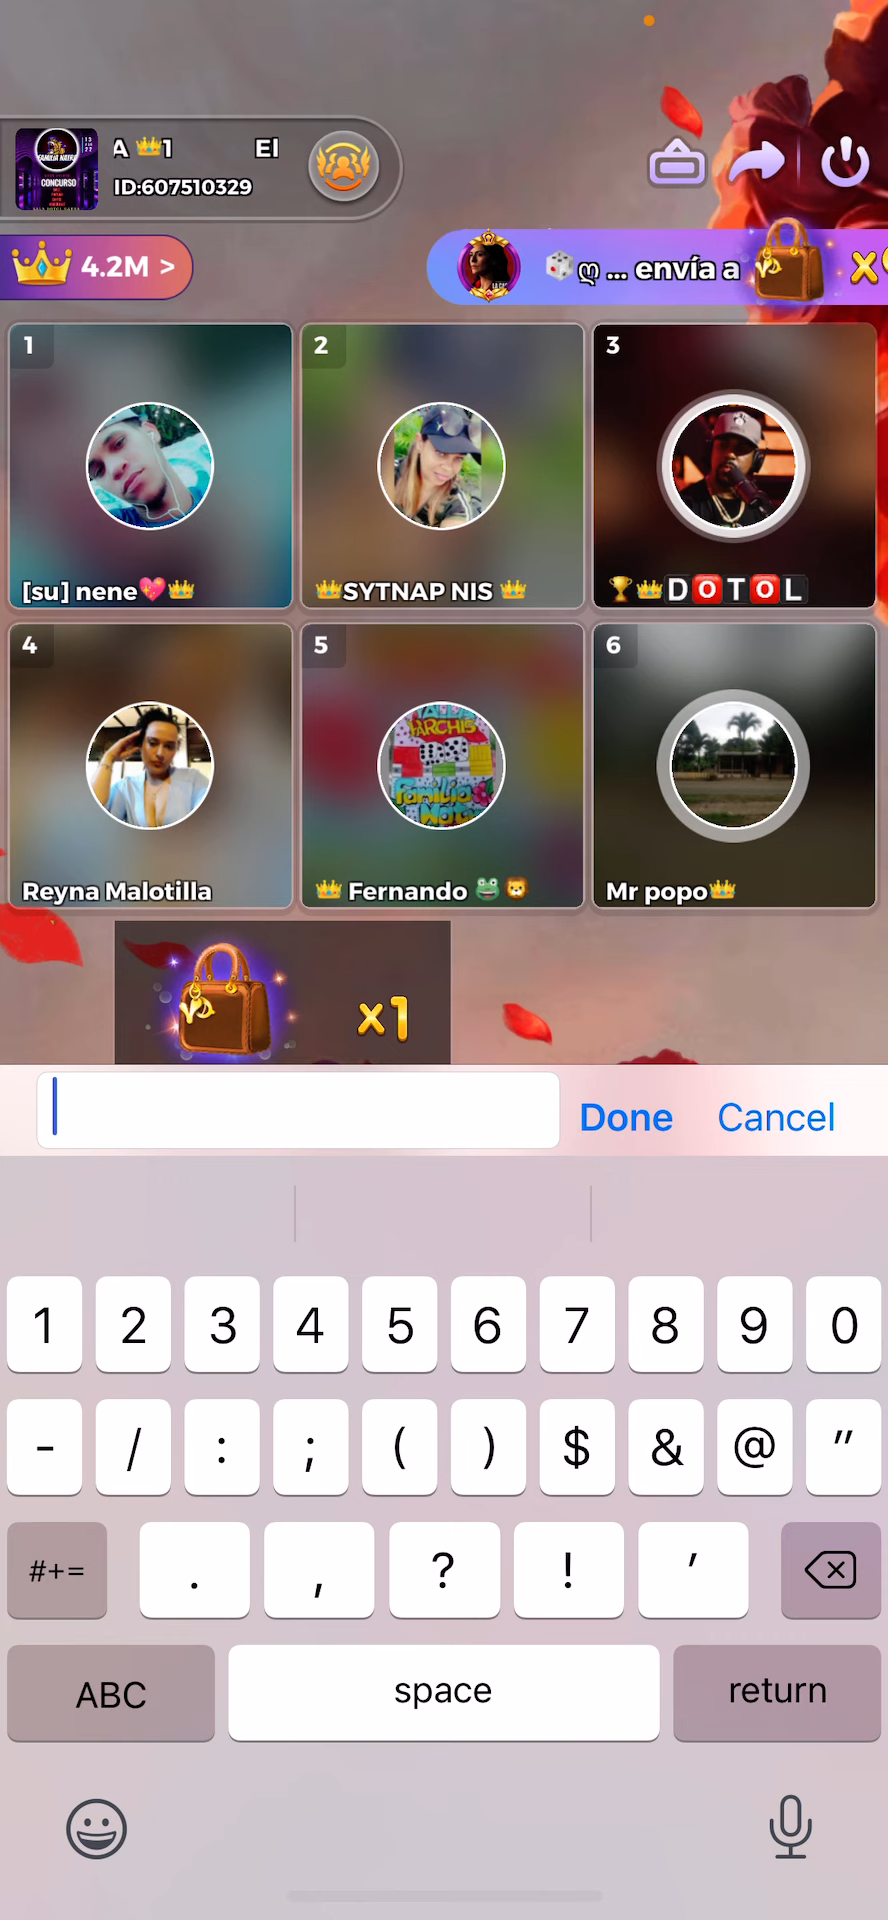 A 👑1 El
ID:607510329
4.2M >
🎲ღ ... envía a
1
2
3
[su] nene💖👑
👑SYTNAP NIS 👑
🏆👑DOTOL
4
5
6
PARCHIS
Familia
Reyna Malotilla
👑 Fernando 🐸 🦁
Mr popo👑
x1
Done Cancel
1 2 3 4 5 6 7 8 9 0
- / : ; ( ) $ & @ "
#+= . , ? ! '
ABC space return